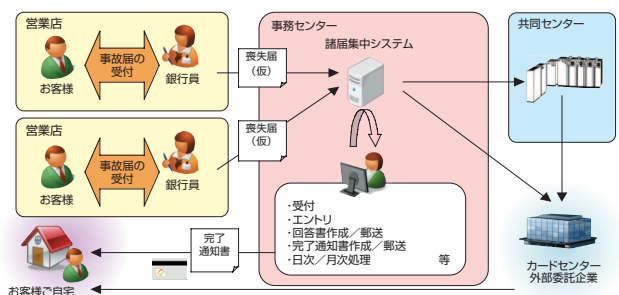 営業店
お客様
事故届の
受付
銀行員
喪失届
（仮）
営業店
お客様
事故届の
受付
銀行員
喪失届
（仮）
事務センター
諸届集中システム
・受付
・エントリ
・回答書作成／郵送
・完了通知書作成／郵送
・日次／月次処理 等
共同センター
カードセンター
外部委託企業
完了
通知書
お客様ご自宅